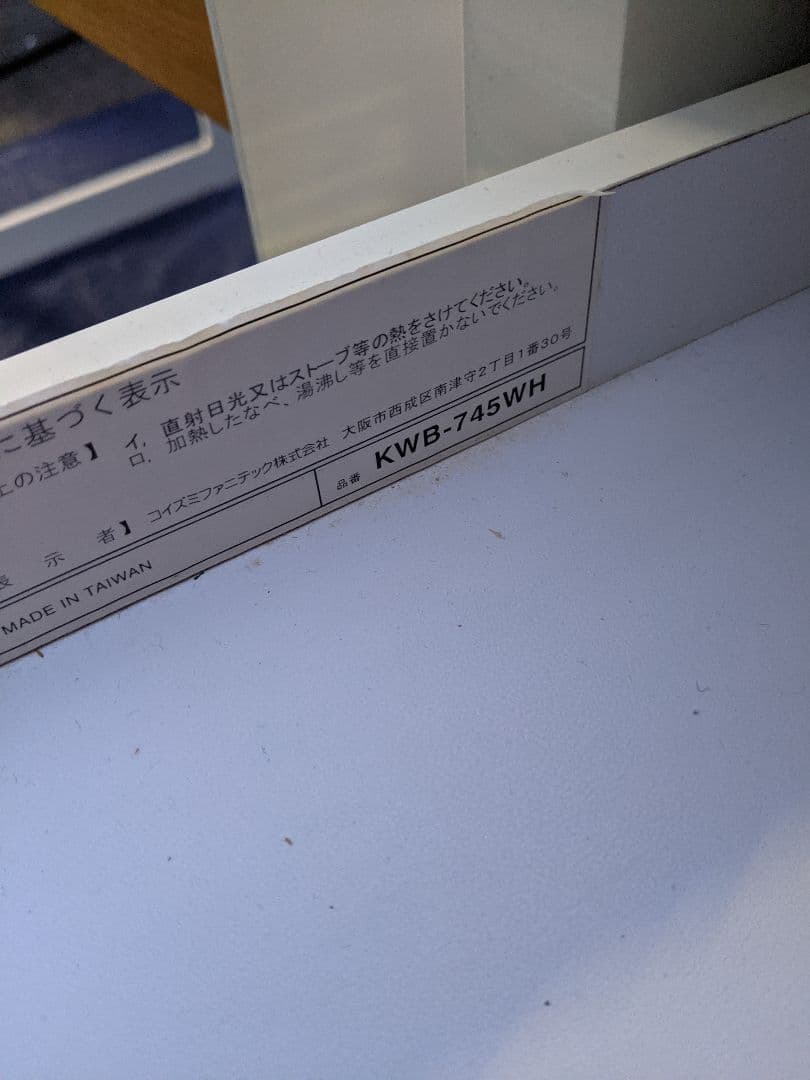 に基づく表示
上の注意】 イ．直射日光又はストーブ等の熱をさけてください。
ロ．加熱したなべ、湯沸し等を直接置かないでください。
表示者】 コイズミファニテック株式会社 大阪市西成区南津守2丁目1番30号
品番 KWB-745WH
MADE IN TAIWAN